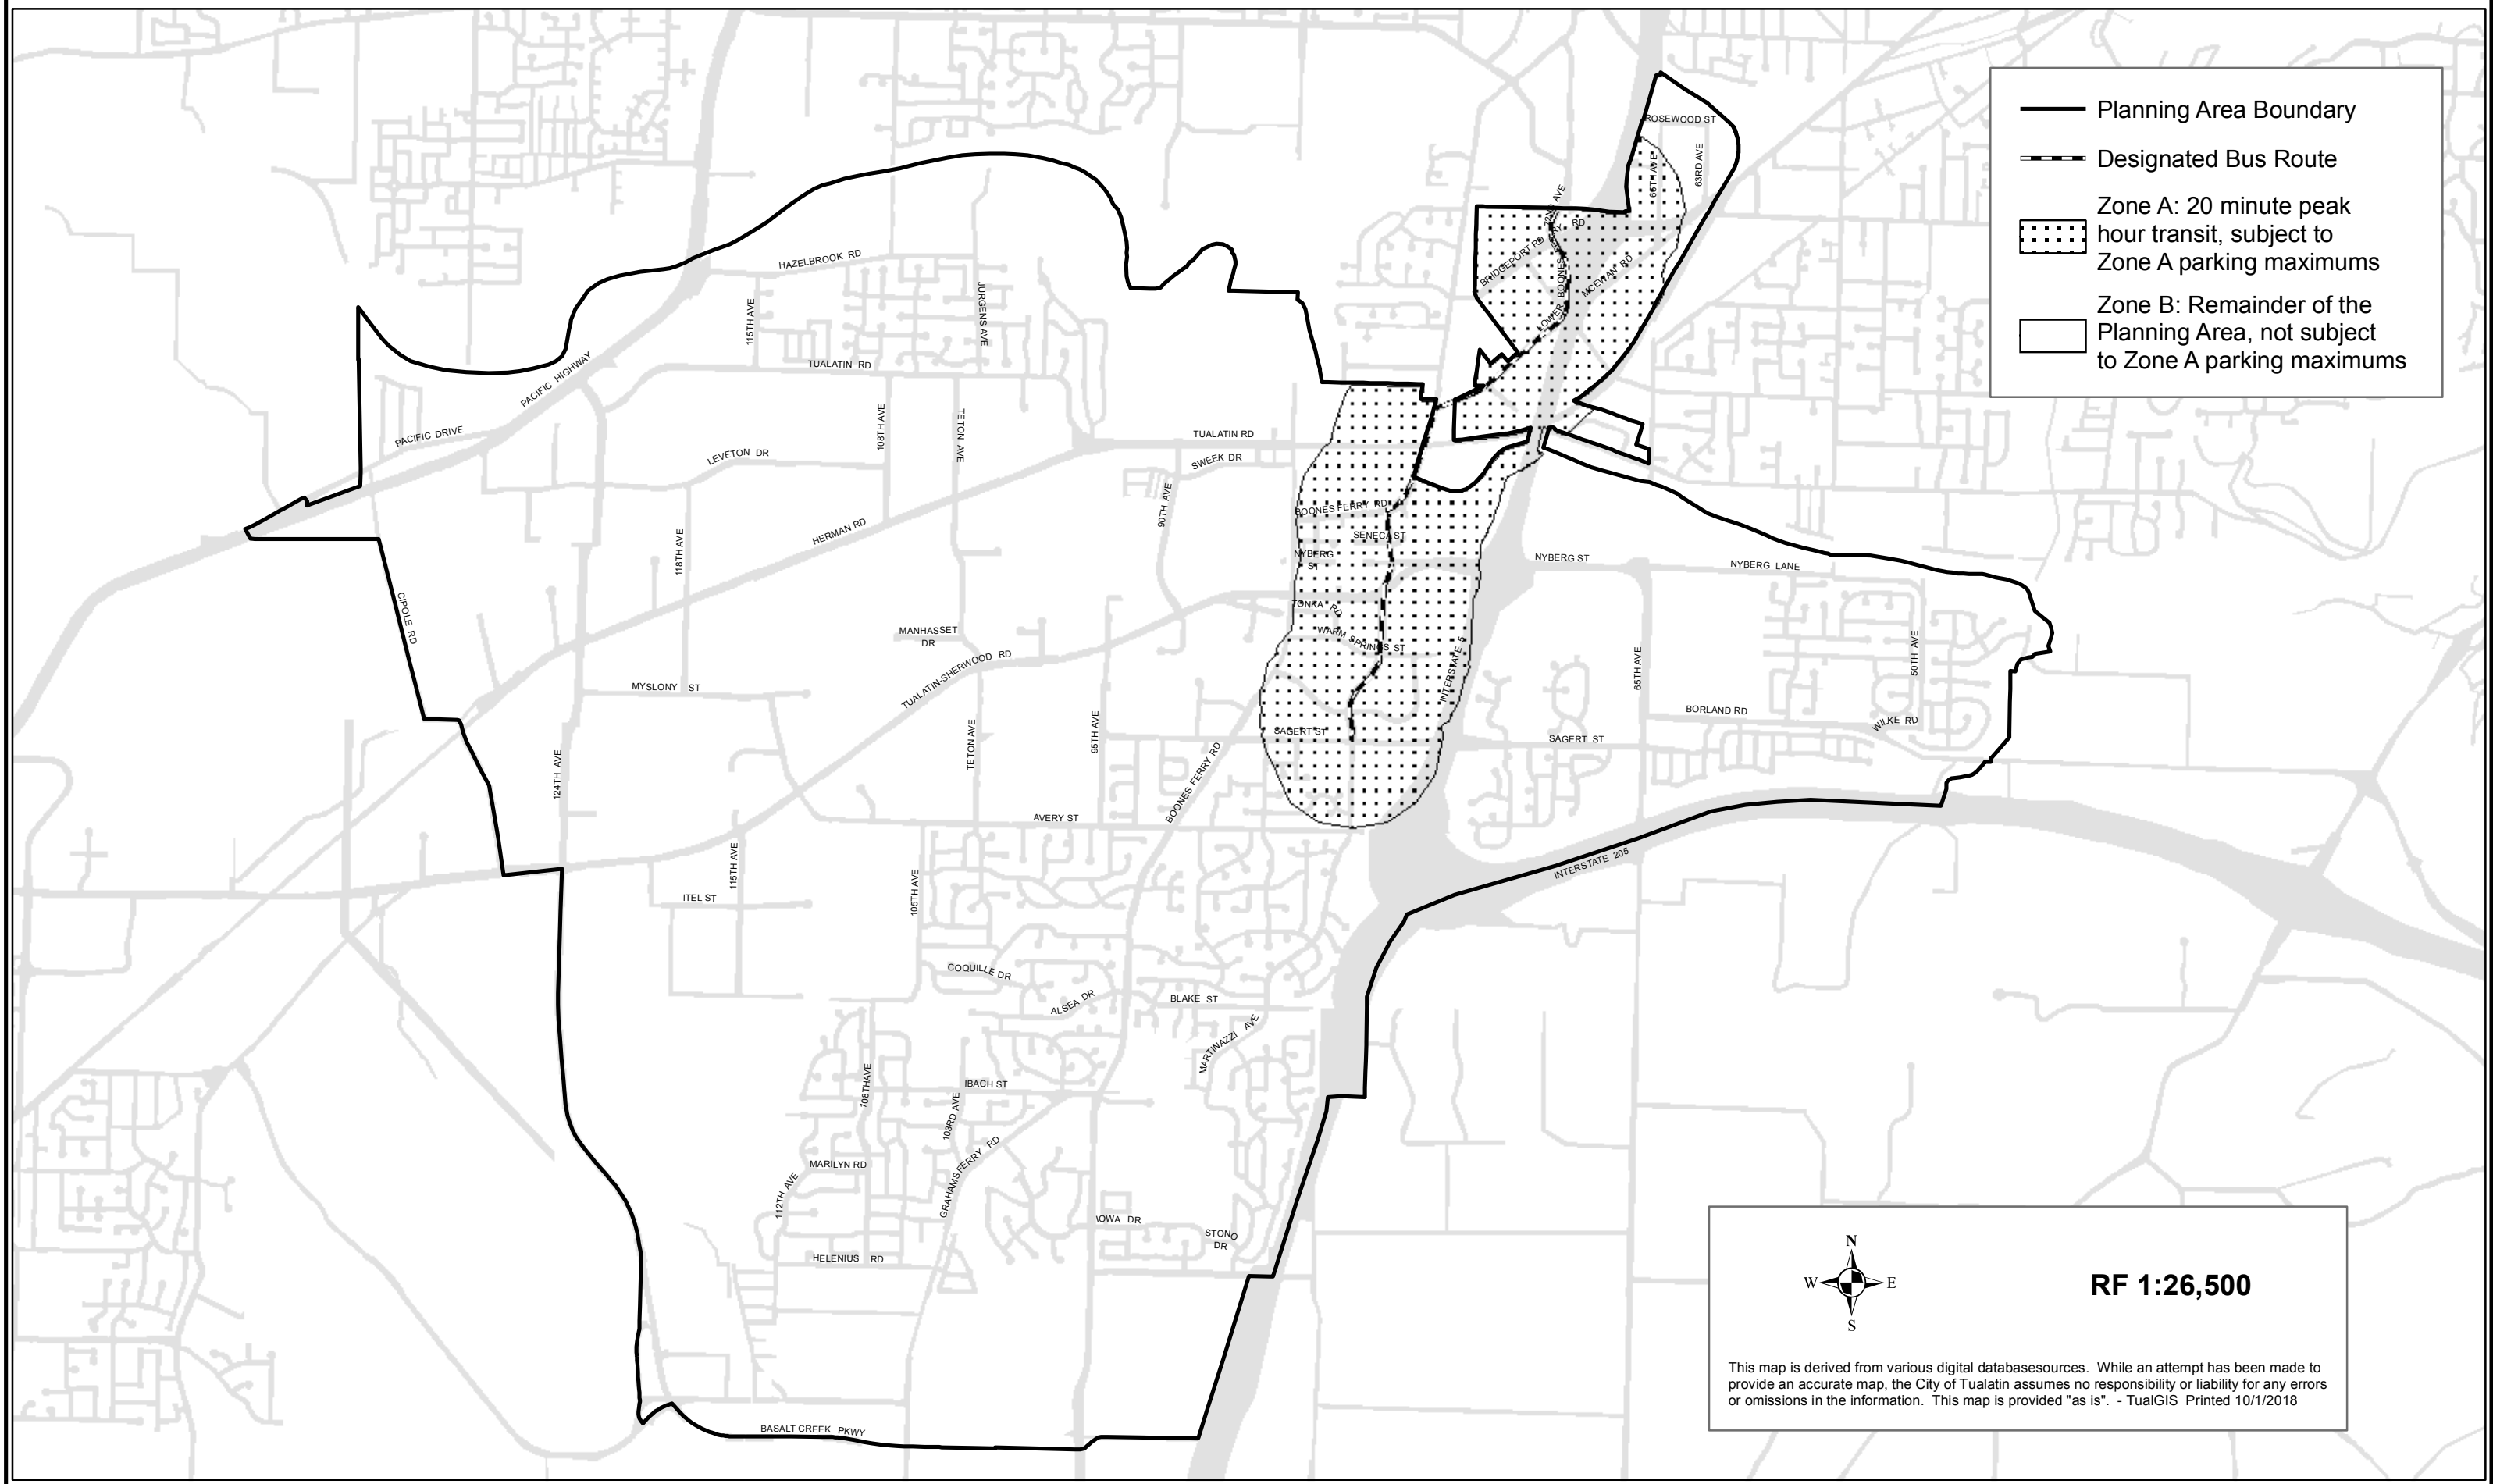 Planning Area Boundary
Designated Bus Route
Zone A: 20 minute peak
hour transit, subject to
Zone A parking maximums
Zone B: Remainder of the
Planning Area, not subject
to Zone A parking maximums
ROSEWOOD ST
65TH AVE
63RD AVE
72ND AVE
BRIDGEPORT RD
RD
MCEWAN RD
LOWER BOONES
HAZELBROOK RD
115TH AVE
JURGENS AVE
TUALATIN RD
PACIFIC HIGHWAY
PACIFIC DRIVE
108TH AVE
TETON AVE
LEVETON DR
TUALATIN RD
SWEEK DR
90TH AVE
HERMAN RD
118TH AVE
BOONES FERRY RD
SENECA ST
NYBERG
ST
NYBERG ST
NYBERG LANE
CIPOLE RD
TONKA RD
WARM SPRINGS ST
INTERSTATE 5
MANHASSET
DR
TUALATIN-SHERWOOD RD
MYSLONY ST
65TH AVE
50TH AVE
BORLAND RD
WILKE RD
124TH AVE
TETON AVE
95TH AVE
SAGERT ST
SAGERT ST
BOONES FERRY RD
AVERY ST
115TH AVE
105TH AVE
ITEL ST
INTERSTATE 205
COQUILLE DR
ALSEA DR
BLAKE ST
MARTINAZZI AVE
108THAVE
IBACH ST
103RD AVE
GRAHAMSFERRY RD
MARILYN RD
112TH AVE
IOWA DR
STONO
DR
HELENIUS RD
BASALT CREEK PKWY
N
W E
S
RF 1:26,500
This map is derived from various digital databasesources. While an attempt has been made to
provide an accurate map, the City of Tualatin assumes no responsibility or liability for any errors
or omissions in the information. This map is provided "as is". - TualGIS Printed 10/1/2018